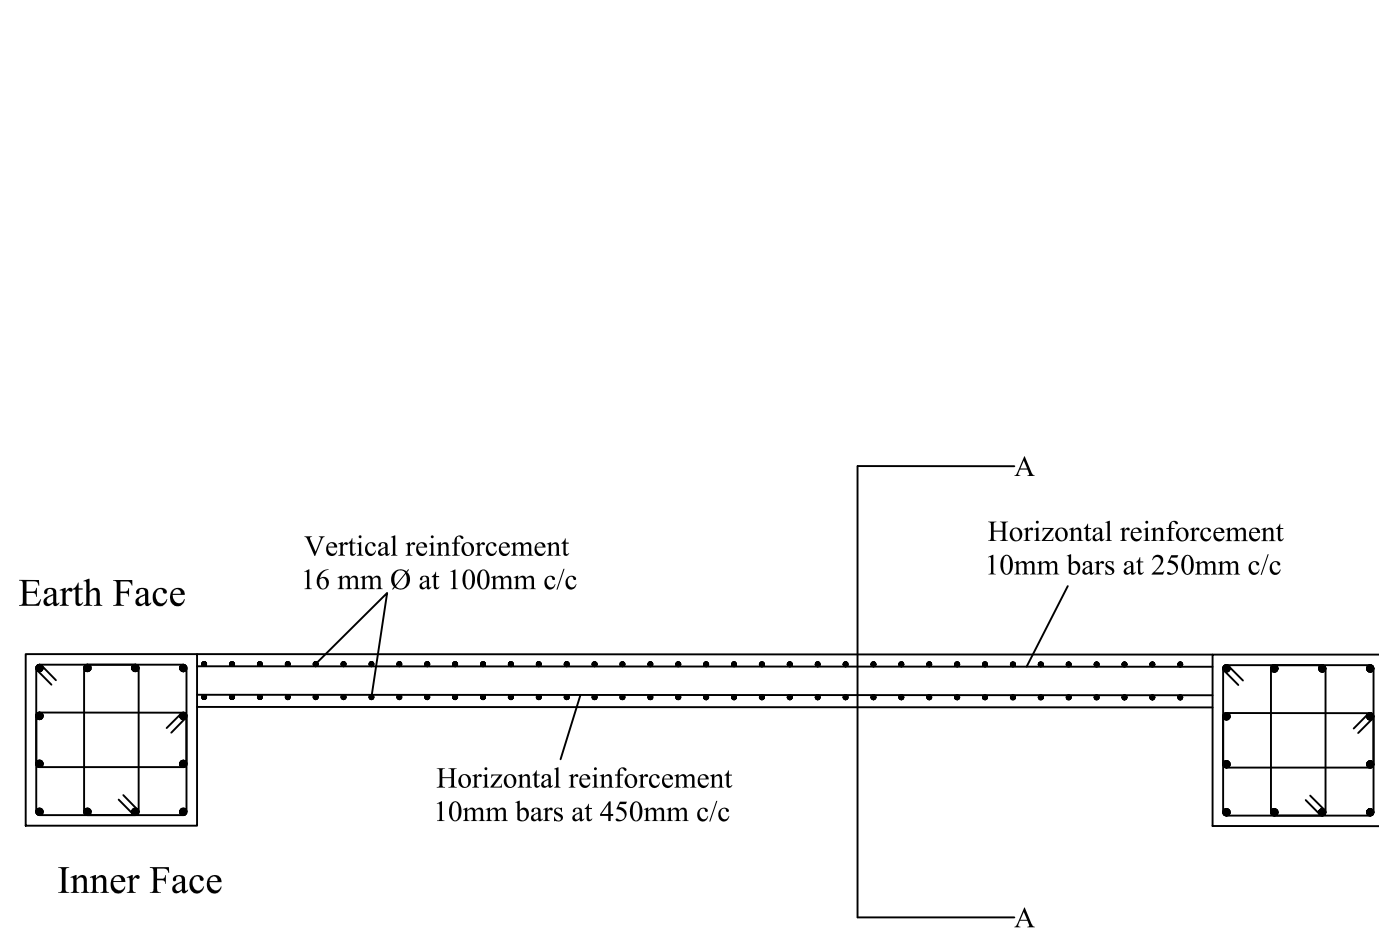 A
Horizontal reinforcement
10mm bars at 250mm c/c
Vertical reinforcement
16 mm Ø at 100mm c/c
Earth Face
Horizontal reinforcement
10mm bars at 450mm c/c
Inner Face
A